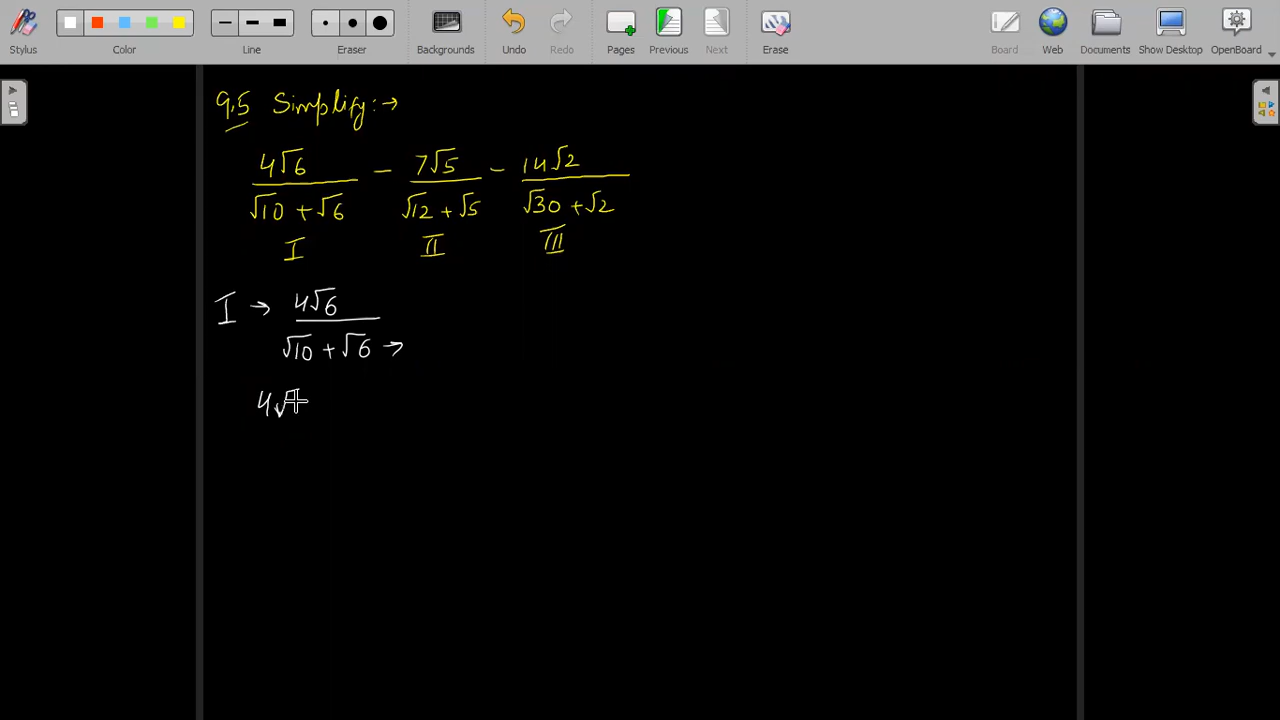 Stylus Color Line Eraser Backgrounds Undo Redo Pages Previous Next Erase Board Web Documents Show Desktop OpenBoard
Q.5 Simplify:→
4√6/(√10+√6) − 7√5/(√12+√5) − 14√2/(√30+√2)
I II III
I → 4√6/(√10+√6) →
4√